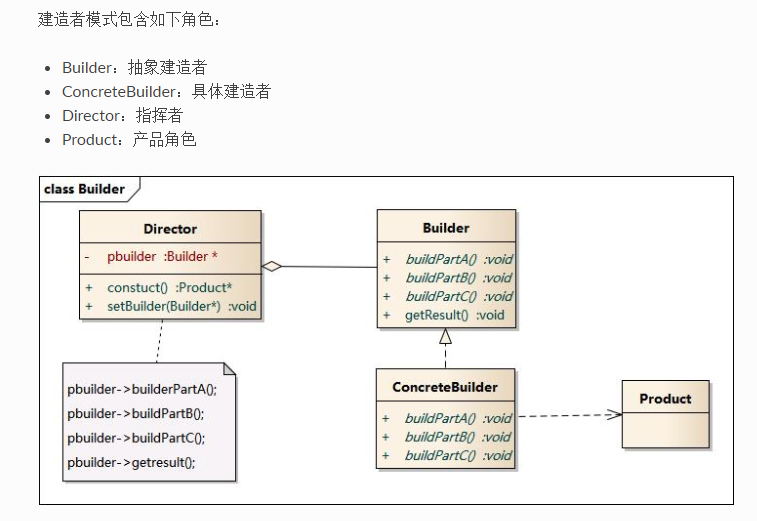 建造者模式包含如下角色：
• Builder：抽象建造者
• ConcreteBuilder：具体建造者
• Director：指挥者
• Product：产品角色
class Builder
Director
- pbuilder :Builder *
+ constuct() :Product*
+ setBuilder(Builder*) :void
Builder
+ buildPartA() :void
+ buildPartB() :void
+ buildPartC() :void
+ getResult() :void
pbuilder->builderPartA();
pbuilder->buildPartB();
pbuilder->buildPartC();
pbuilder->getresult();
ConcreteBuilder
+ buildPartA() :void
+ buildPartB() :void
+ buildPartC() :void
Product